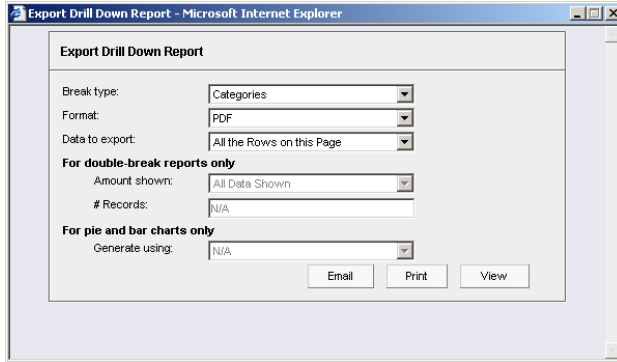 Export Drill Down Report - Microsoft Internet Explorer
Export Drill Down Report
Break type: Categories
Format: PDF
Data to export: All the Rows on this Page
For double-break reports only
Amount shown: All Data Shown
# Records: N/A
For pie and bar charts only
Generate using: N/A
Email Print View